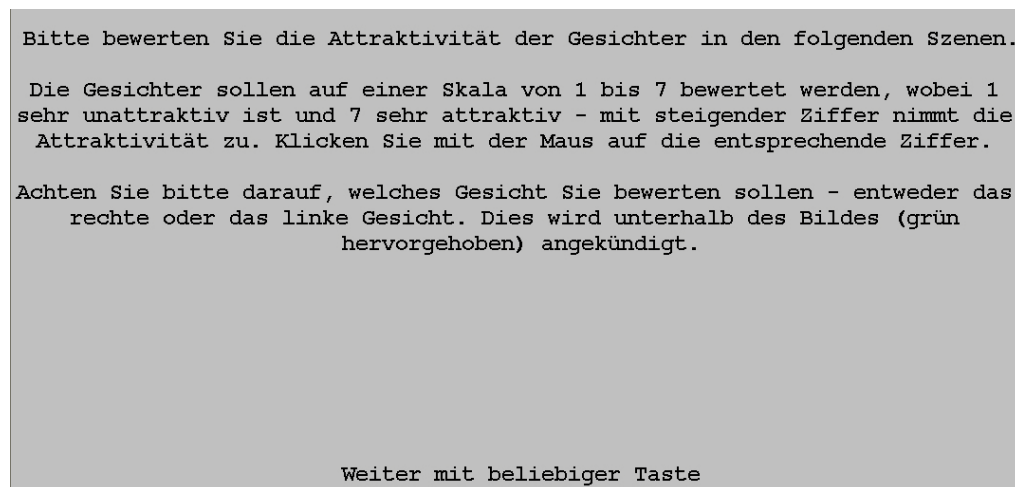 Bitte bewerten Sie die Attraktivität der Gesichter in den folgenden Szenen.
Die Gesichter sollen auf einer Skala von 1 bis 7 bewertet werden, wobei 1
sehr unattraktiv ist und 7 sehr attraktiv - mit steigender Ziffer nimmt die
Attraktivität zu. Klicken Sie mit der Maus auf die entsprechende Ziffer.
Achten Sie bitte darauf, welches Gesicht Sie bewerten sollen - entweder das
rechte oder das linke Gesicht. Dies wird unterhalb des Bildes (grün
hervorgehoben) angekündigt.
Weiter mit beliebiger Taste